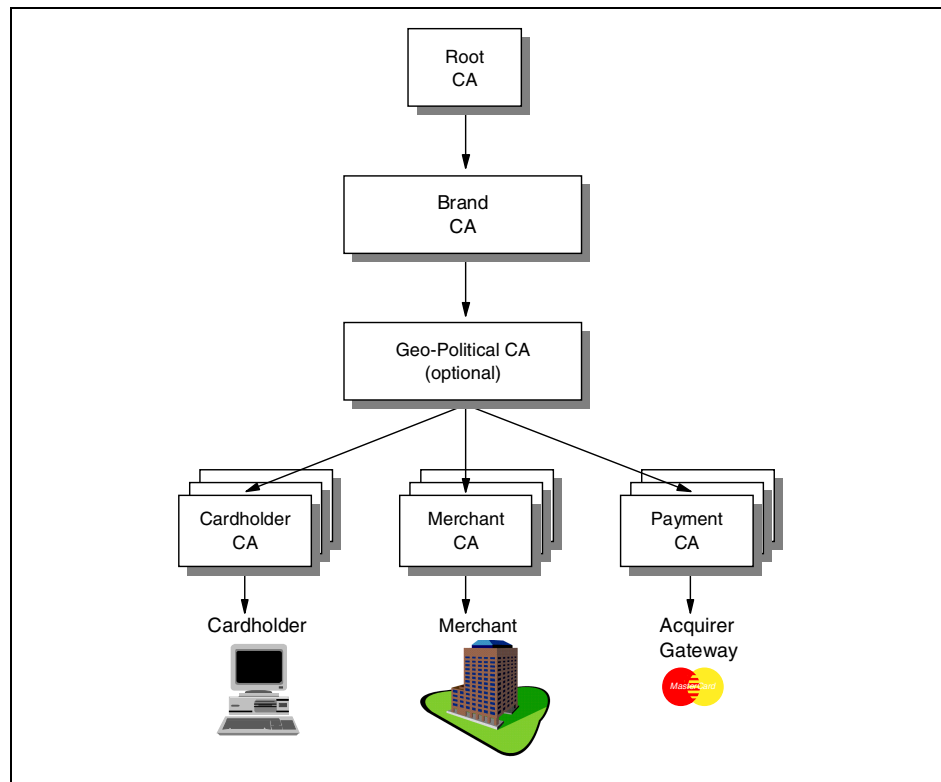 Root
CA
Brand
CA
Geo-Political CA
(optional)
Cardholder
CA
Merchant
CA
Payment
CA
Cardholder
Merchant
Acquirer
Gateway
MasterCard